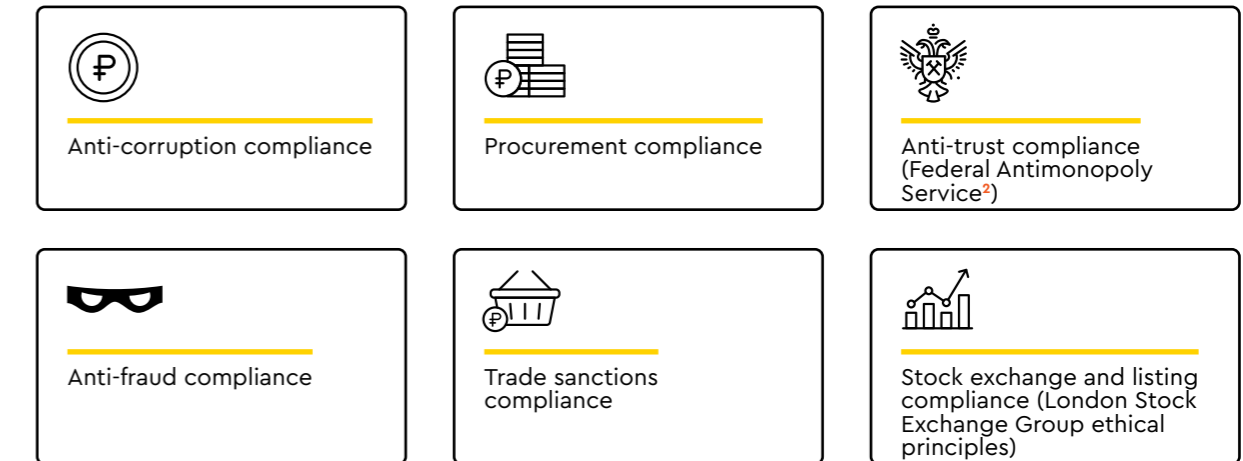 Anti-corruption compliance
Procurement compliance
Anti-trust compliance
(Federal Antimonopoly
Service²)
Anti-fraud compliance
Trade sanctions
compliance
Stock exchange and listing
compliance (London Stock
Exchange Group ethical
principles)